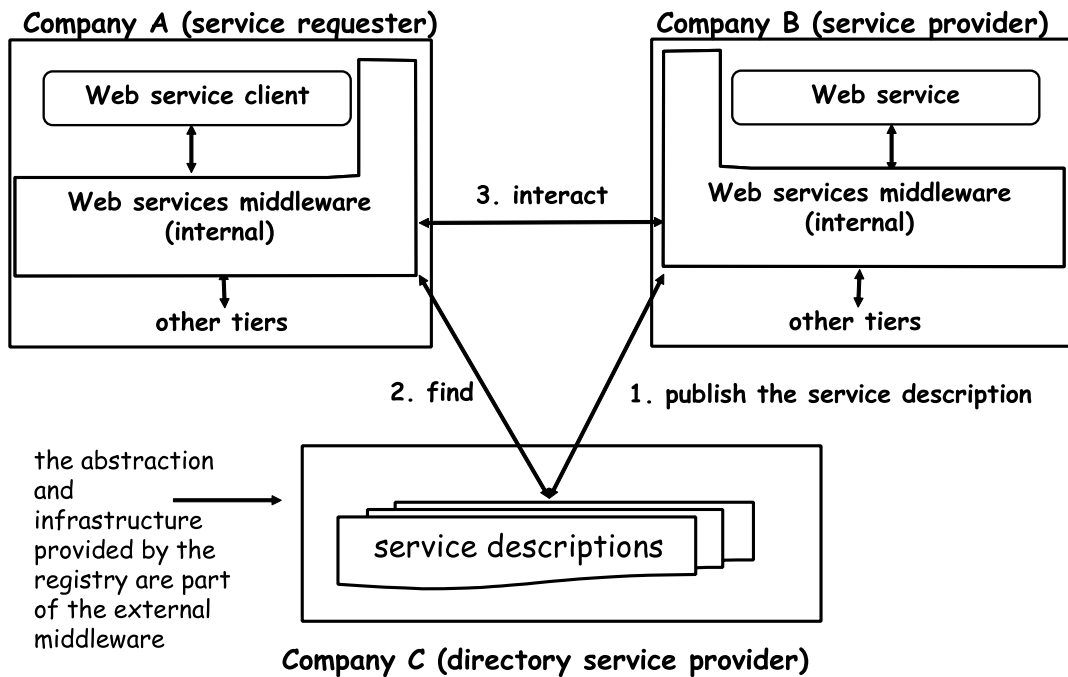 Company A (service requester)
Company B (service provider)
Web service client
Web service
Web services middleware
(internal)
Web services middleware
(internal)
3. interact
other tiers
other tiers
2. find
1. publish the service description
the abstraction
and
infrastructure
provided by the
registry are part
of the external
middleware
service descriptions
Company C (directory service provider)